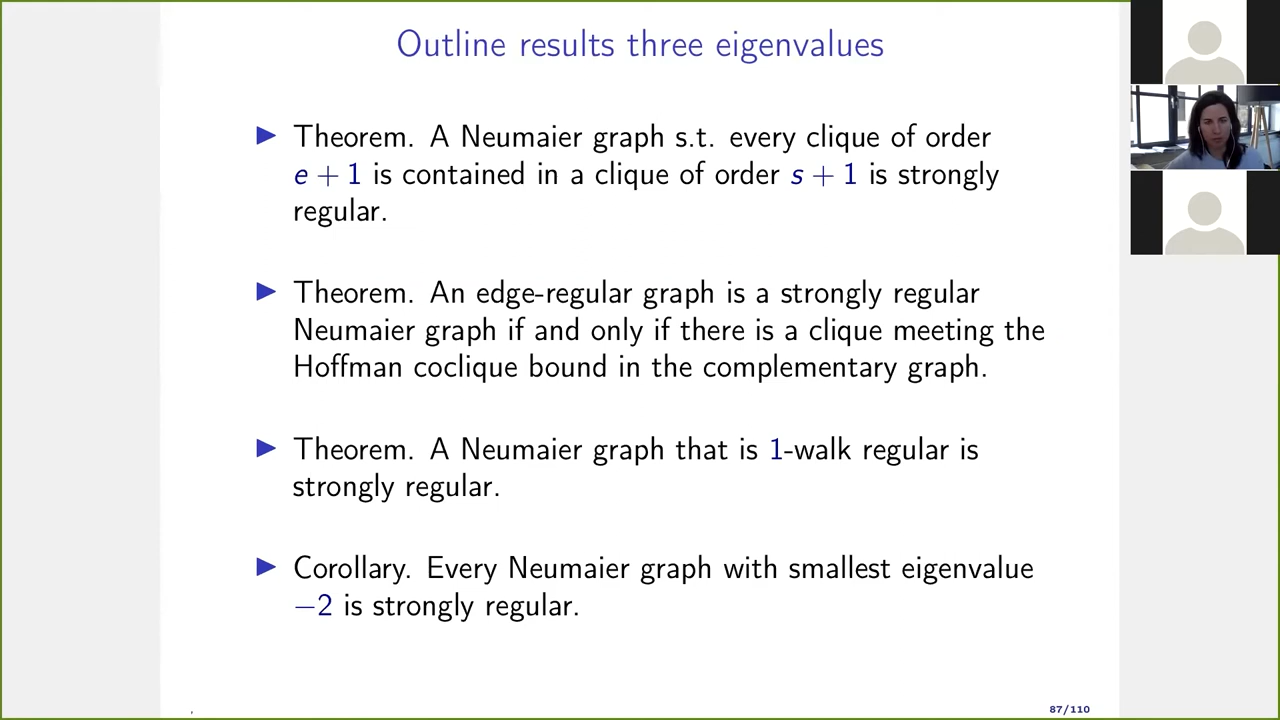 Outline results three eigenvalues
▶ Theorem. A Neumaier graph s.t. every clique of order
e + 1 is contained in a clique of order s + 1 is strongly
regular.
▶ Theorem. An edge-regular graph is a strongly regular
Neumaier graph if and only if there is a clique meeting the
Hoffman coclique bound in the complementary graph.
▶ Theorem. A Neumaier graph that is 1-walk regular is
strongly regular.
▶ Corollary. Every Neumaier graph with smallest eigenvalue
−2 is strongly regular.
87/110